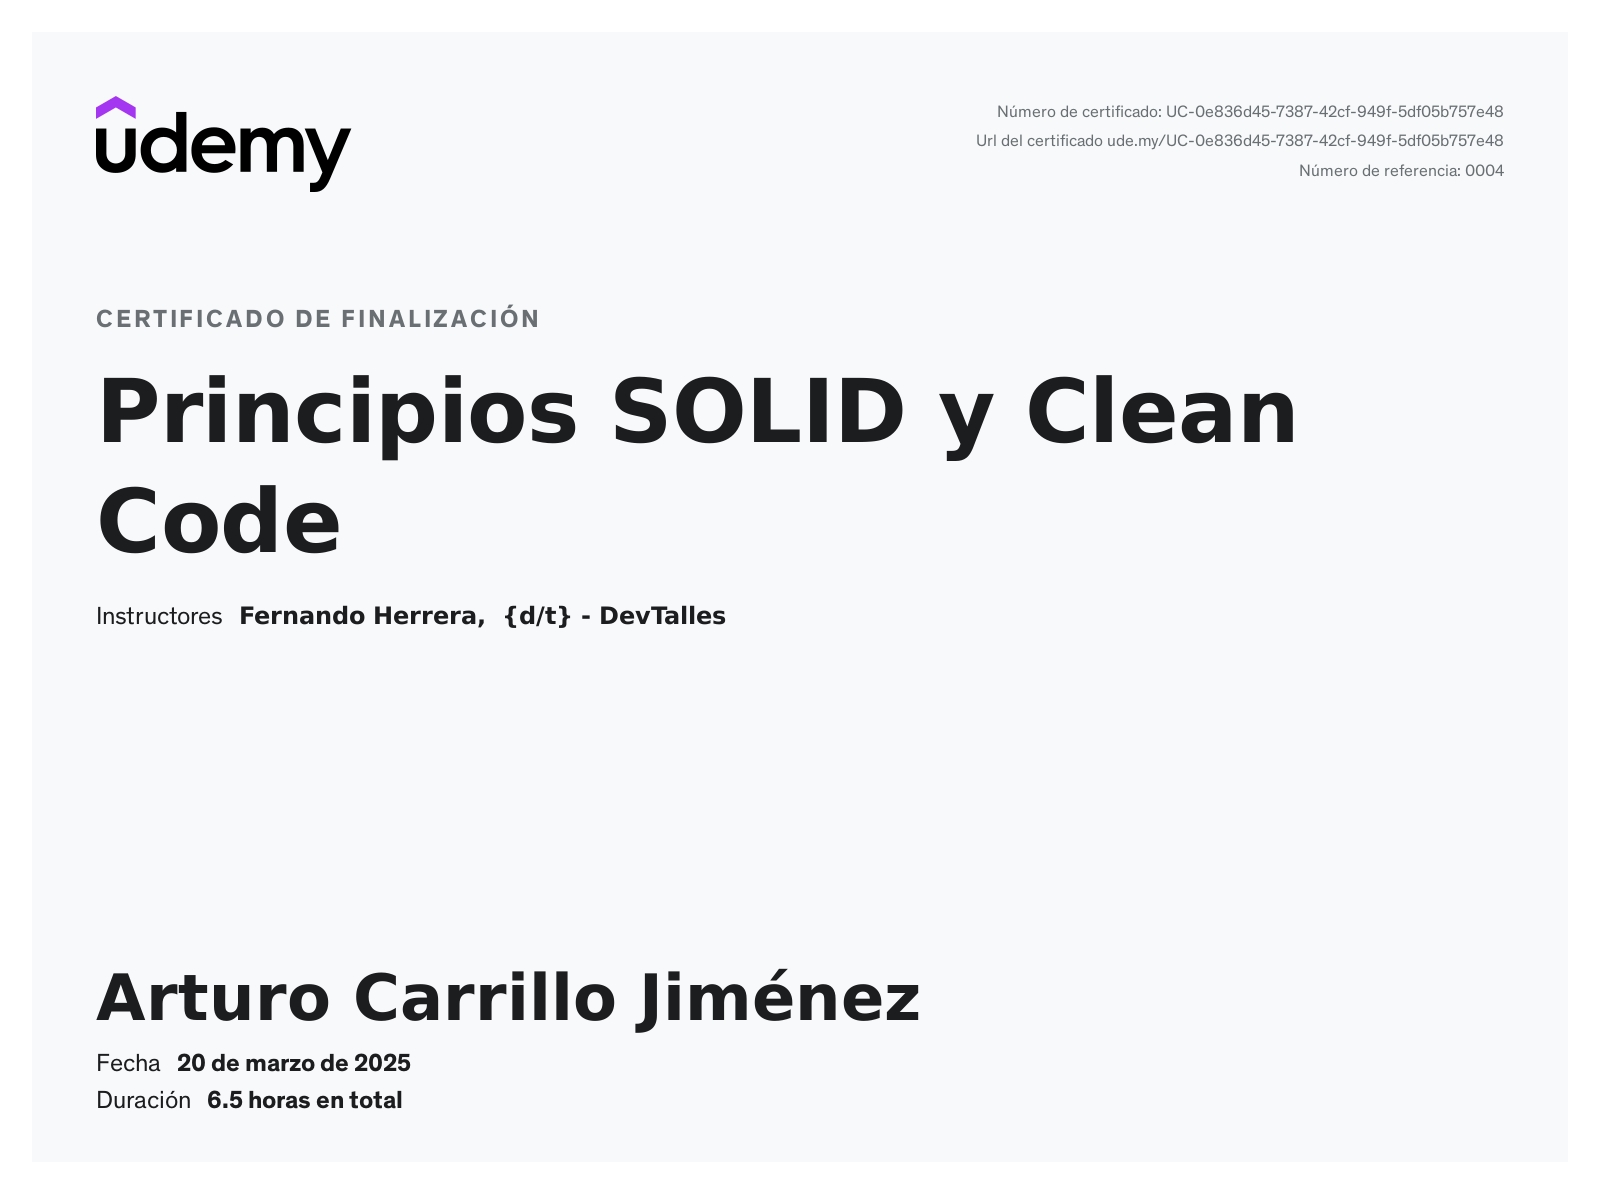 udemy
Número de certificado: UC-0e836d45-7387-42cf-949f-5df05b757e48
Url del certificado ude.my/UC-0e836d45-7387-42cf-949f-5df05b757e48
Número de referencia: 0004
CERTIFICADO DE FINALIZACIÓN
Principios SOLID y Clean
Code
Instructores Fernando Herrera, {d/t} - DevTalles
Arturo Carrillo Jiménez
Fecha 20 de marzo de 2025
Duración 6.5 horas en total